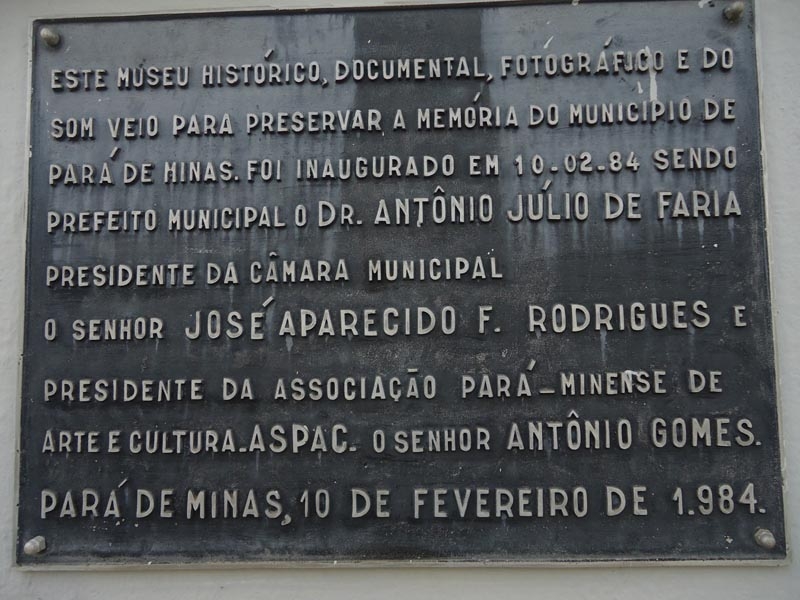 ESTE MUSEU HISTÓRICO, DOCUMENTAL, FOTOGRÁFICO E DO
SOM VEIO PARA PRESERVAR A MEMÓRIA DO MUNICÍPIO DE
PARÁ DE MINAS. FOI INAUGURADO EM 10-02-84 SENDO
PREFEITO MUNICIPAL O DR. ANTÔNIO JÚLIO DE FARIA
PRESIDENTE DA CÂMARA MUNICIPAL
O SENHOR JOSÉ APARECIDO F. RODRIGUES E
PRESIDENTE DA ASSOCIAÇÃO PARÁ-MINENSE DE
ARTE E CULTURA-ASPAC. O SENHOR ANTÔNIO GOMES.
PARÁ DE MINAS, 10 DE FEVEREIRO DE 1.984.